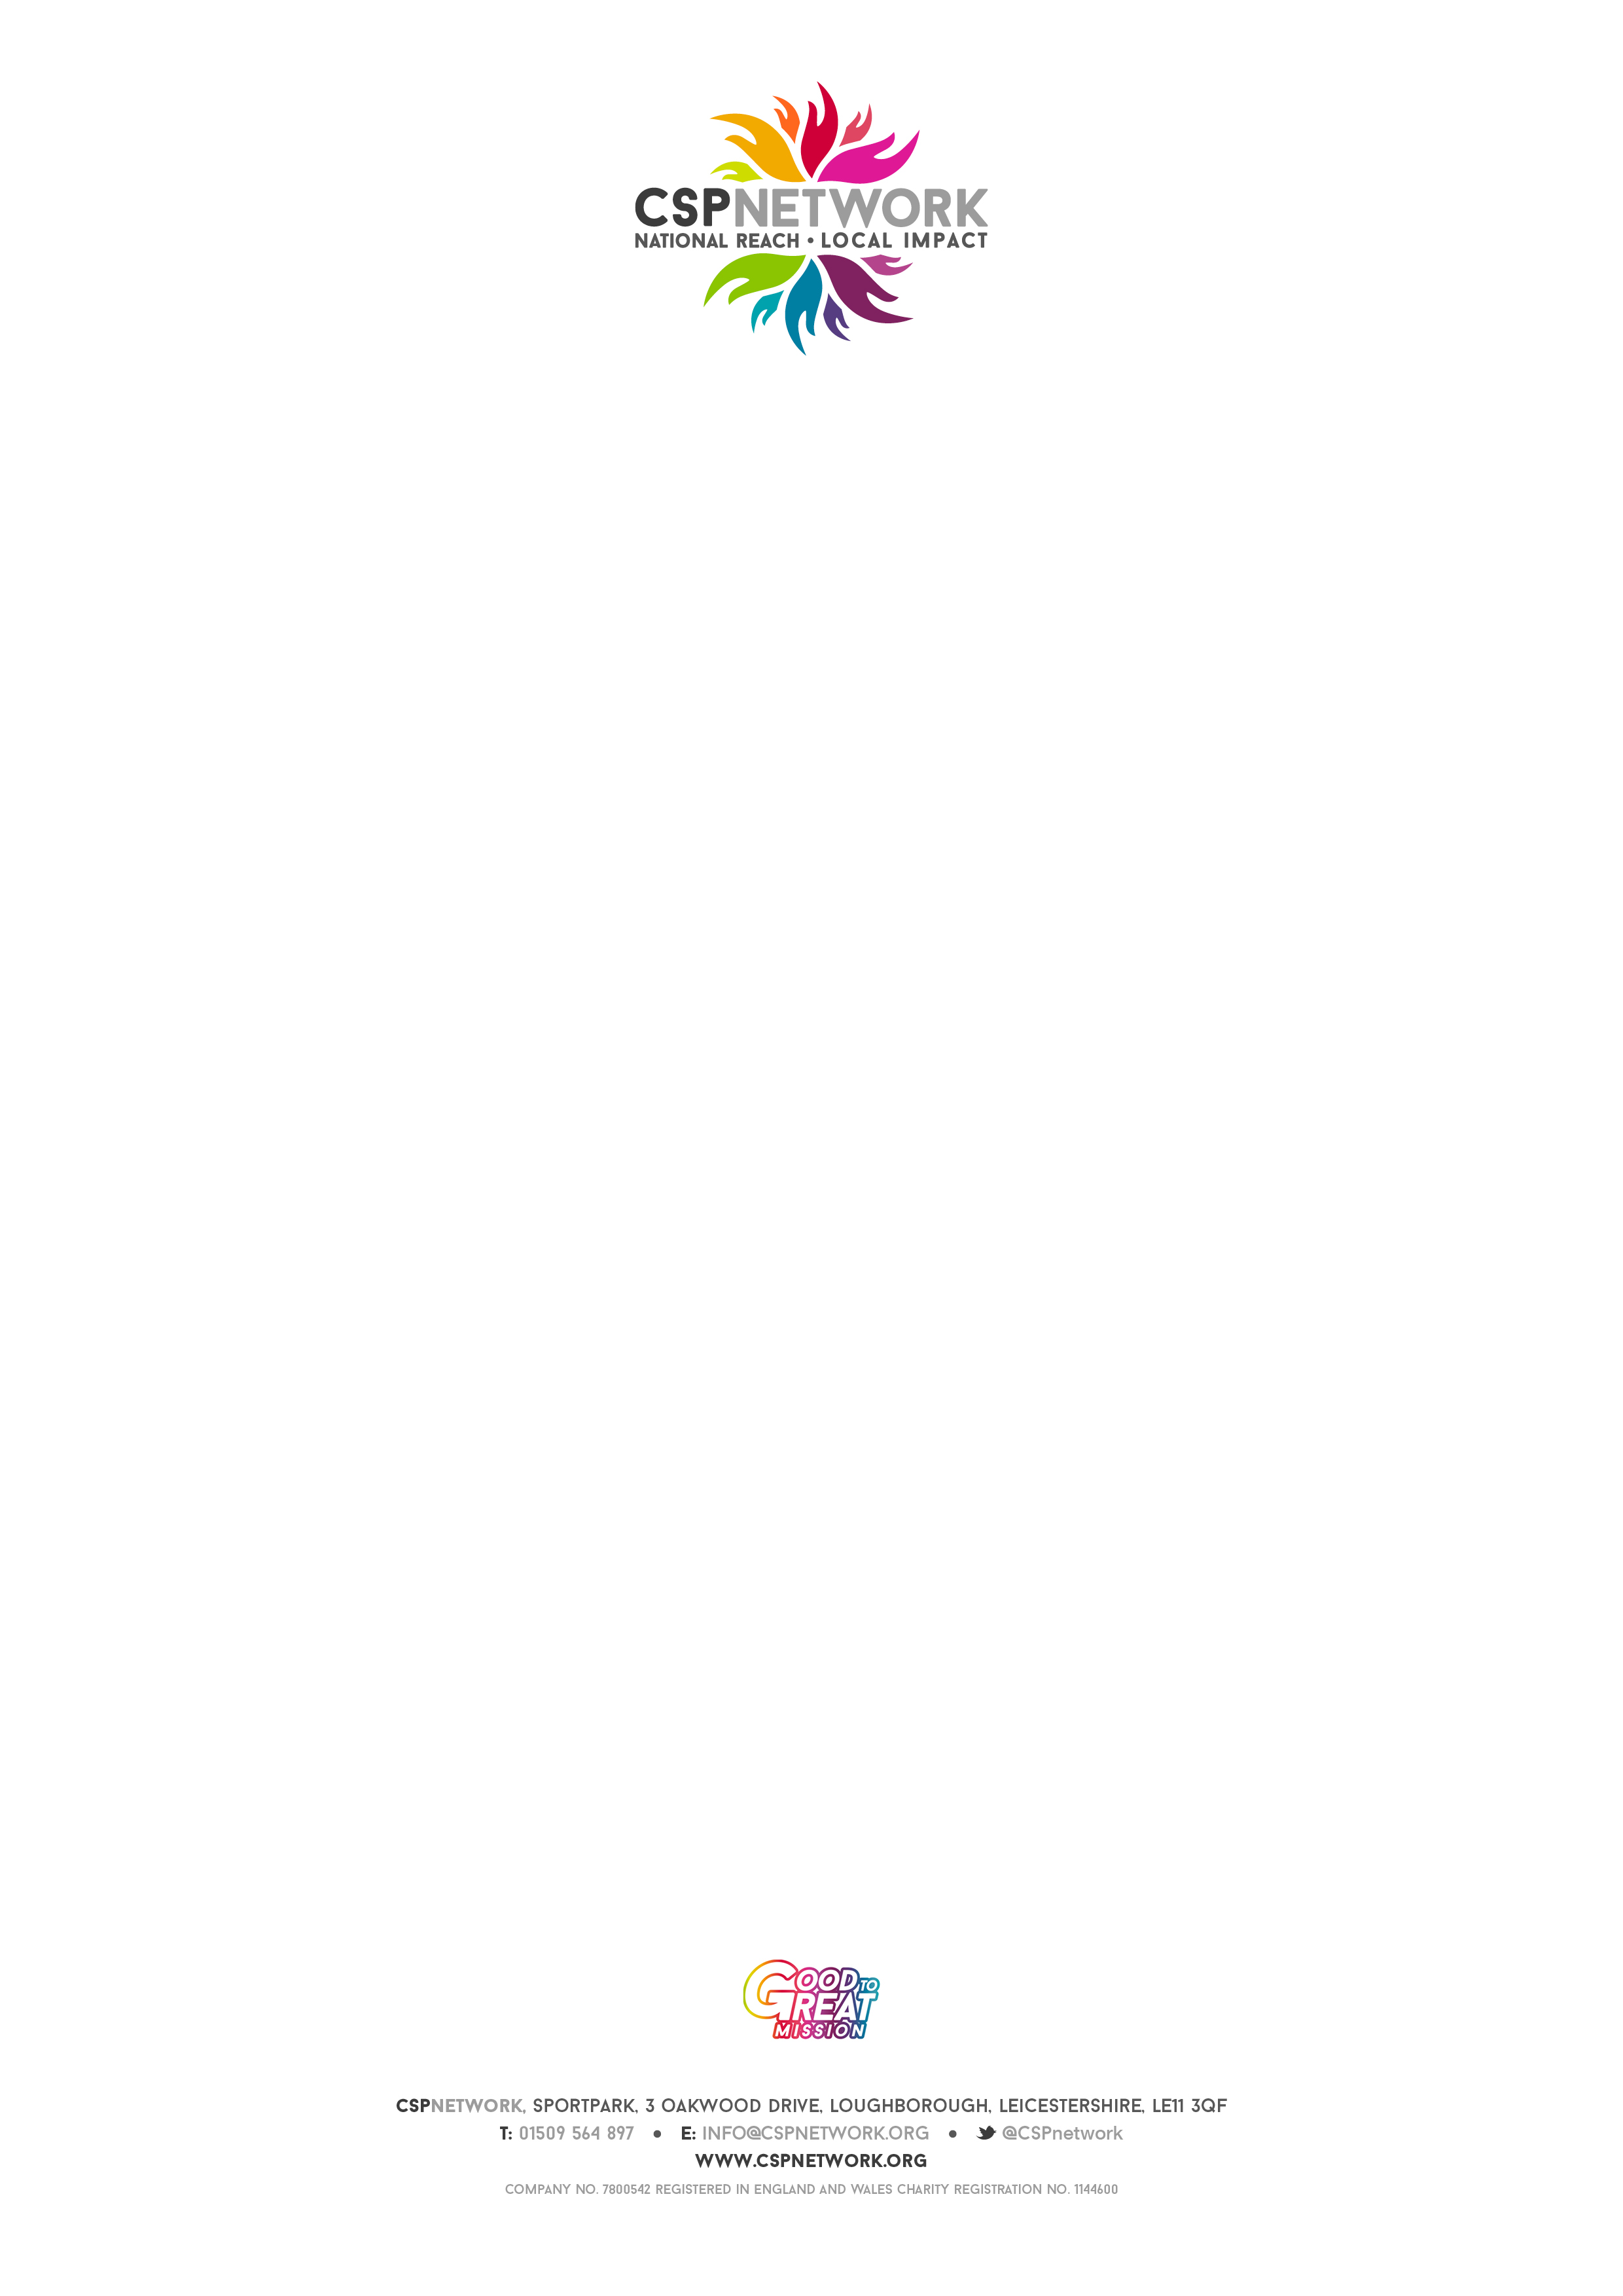 CSPNETWORK
NATIONAL REACH • LOCAL IMPACT
GOOD TO
GREAT
MISSION
CSPNETWORK, SPORTPARK, 3 OAKWOOD DRIVE, LOUGHBOROUGH, LEICESTERSHIRE, LE11 3QF
T: 01509 564 897 • E: INFO@CSPNETWORK.ORG • @CSPnetwork
WWW.CSPNETWORK.ORG
COMPANY NO. 7800542 REGISTERED IN ENGLAND AND WALES CHARITY REGISTRATION NO. 1144600